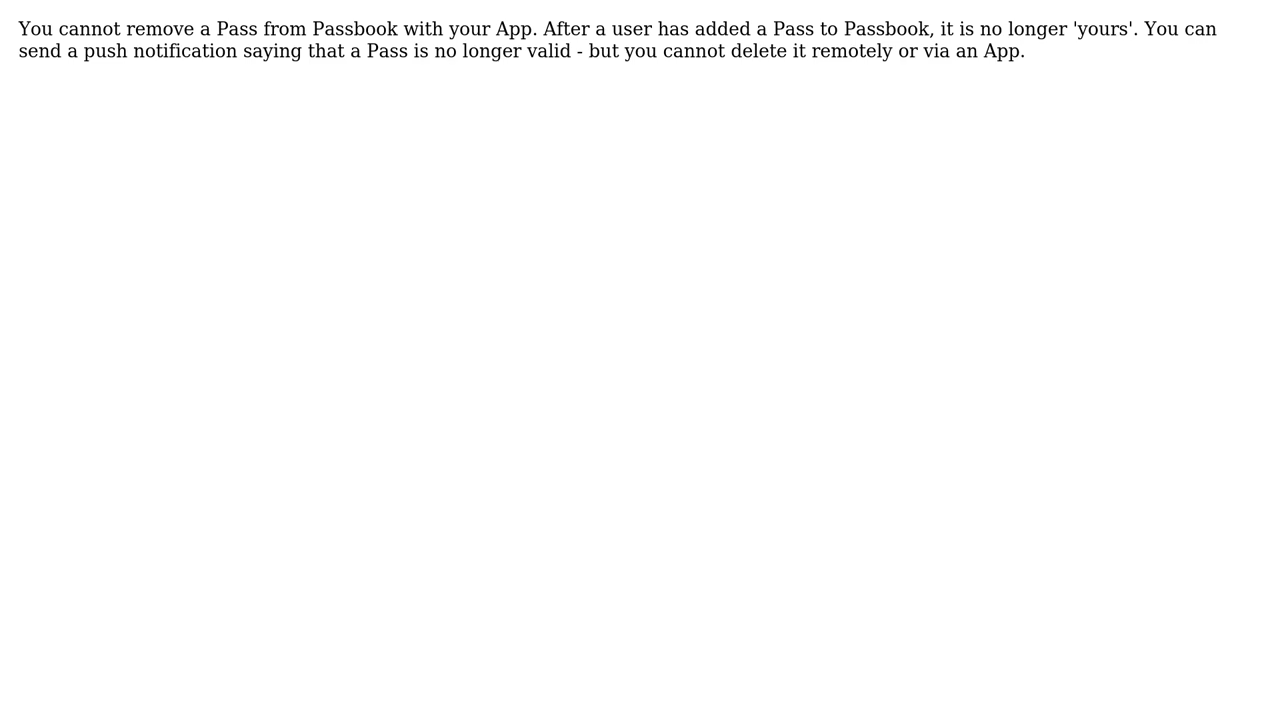 You cannot remove a Pass from Passbook with your App. After a user has added a Pass to Passbook, it is no longer 'yours'. You can
send a push notification saying that a Pass is no longer valid - but you cannot delete it remotely or via an App.